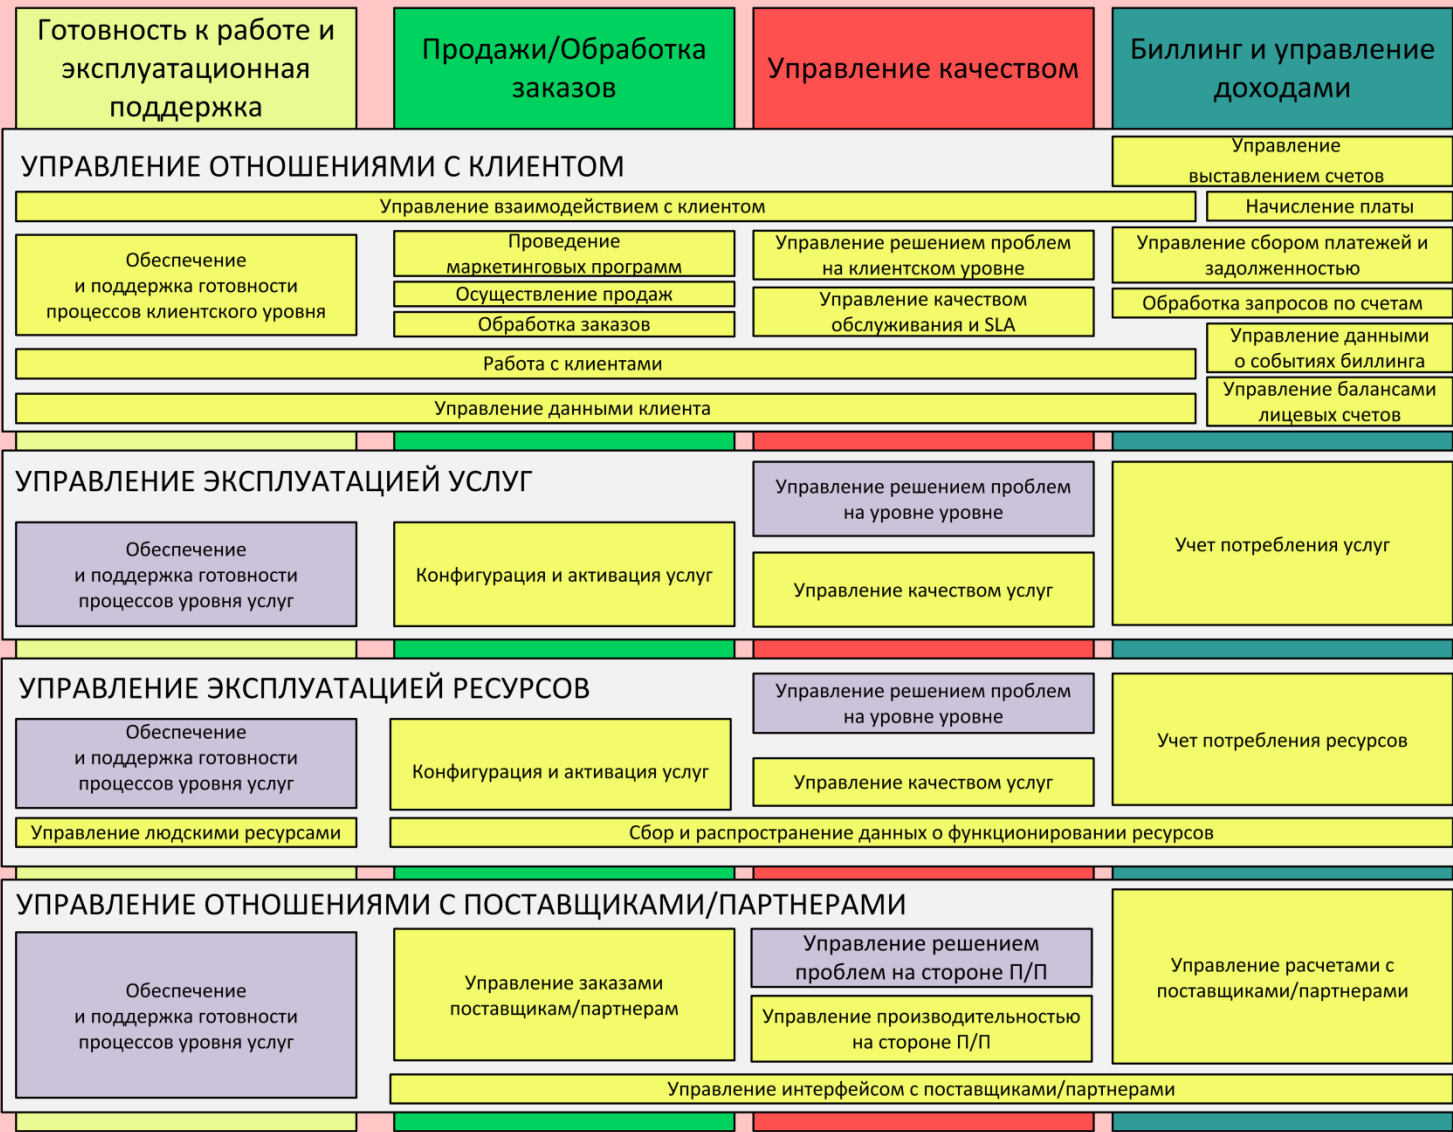 Готовность к работе и
эксплуатационная
поддержка
Продажи/Обработка
заказов
Управление качеством
Биллинг и управление
доходами
УПРАВЛЕНИЕ ОТНОШЕНИЯМИ С КЛИЕНТОМ
Управление
выставлением счетов
Управление взаимодействием с клиентом
Начисление платы
Обеспечение
и поддержка готовности
процессов клиентского уровня
Проведение
маркетинговых программ
Осуществление продаж
Обработка заказов
Управление решением проблем
на клиентском уровне
Управление качеством
обслуживания и SLA
Управление сбором платежей и
задолженностью
Обработка запросов по счетам
Управление данными
о событиях биллинга
Работа с клиентами
Управление балансами
лицевых счетов
Управление данными клиента
УПРАВЛЕНИЕ ЭКСПЛУАТАЦИЕЙ УСЛУГ
Обеспечение
и поддержка готовности
процессов уровня услуг
Конфигурация и активация услуг
Управление решением проблем
на уровне уровне
Управление качеством услуг
Учет потребления услуг
УПРАВЛЕНИЕ ЭКСПЛУАТАЦИЕЙ РЕСУРСОВ
Обеспечение
и поддержка готовности
процессов уровня услуг
Конфигурация и активация услуг
Управление решением проблем
на уровне уровне
Управление качеством услуг
Учет потребления ресурсов
Управление людскими ресурсами
Сбор и распространение данных о функционировании ресурсов
УПРАВЛЕНИЕ ОТНОШЕНИЯМИ С ПОСТАВЩИКАМИ/ПАРТНЕРАМИ
Обеспечение
и поддержка готовности
процессов уровня услуг
Управление заказами
поставщикам/партнерам
Управление решением
проблем на стороне П/П
Управление производительностью
на стороне П/П
Управление расчетами с
поставщиками/партнерами
Управление интерфейсом с поставщиками/партнерами